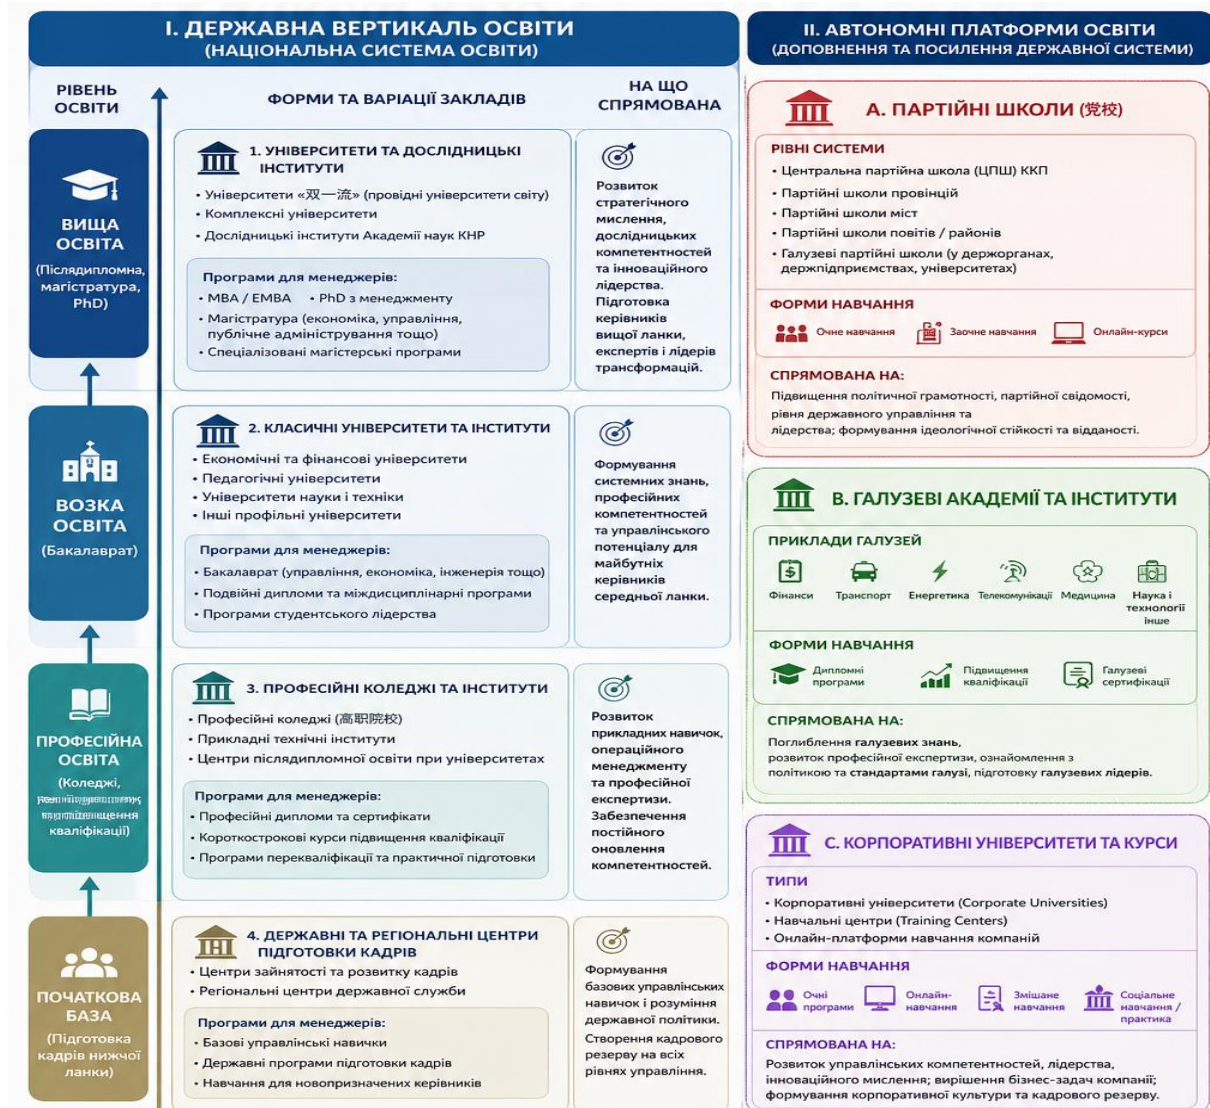 І. ДЕРЖАВНА ВЕРТИКАЛЬ ОСВІТИ
(НАЦІОНАЛЬНА СИСТЕМА ОСВІТИ)
РІВЕНЬ
ОСВІТИ
ФОРМИ ТА ВАРІАЦІЇ ЗАКЛАДІВ
НА ЩО
СПРЯМОВАНА
ВИЩА
ОСВІТА
(Післядипломна,
магістратура,
PhD)
1. УНІВЕРСИТЕТИ ТА ДОСЛІДНИЦЬКІ
ІНСТИТУТИ
• Університети «双一流» (провідні університети світу)
• Комплексні університети
• Дослідницькі інститути Академії наук КНР
Програми для менеджерів:
• MBA / EMBA • PhD з менеджменту
• Магістратура (економіка, управління,
публічне адміністрування тощо)
• Спеціалізовані магістерські програми
Розвиток
стратегічного
мислення,
дослідницьких
компетентностей
та інноваційного
лідерства.
Підготовка
керівників
вищої ланки,
експертів і лідерів
трансформацій.
ВОЗКА
ОСВІТА
(Бакалаврат)
2. КЛАСИЧНІ УНІВЕРСИТЕТИ ТА ІНСТИТУТИ
• Економічні та фінансові університети
• Педагогічні університети
• Університети науки і техніки
• Інші профільні університети
Програми для менеджерів:
• Бакалаврат (управління, економіка, інженерія тощо)
• Подвійні дипломи та міждисциплінарні програми
• Програми студентського лідерства
Формування
системних знань,
професійних
компетентностей
та управлінського
потенціалу для
майбутніх
керівників
середньої ланки.
ПРОФЕСІЙНА
ОСВІТА
(Коледжі,
кваліфікації)
3. ПРОФЕСІЙНІ КОЛЕДЖІ ТА ІНСТИТУТИ
• Професійні коледжі (高职院校)
• Прикладні технічні інститути
• Центри післядипломної освіти при університетах
Програми для менеджерів:
• Професійні дипломи та сертифікати
• Короткострокові курси підвищення кваліфікації
• Програми перекваліфікації та практичної підготовки
Розвиток
прикладних навичок,
операційного
менеджменту
та професійної
експертизи.
Забезпечення
постійного
оновлення
компетентностей.
ПОЧАТКОВА
БАЗА
(Підготовка
кадрів нижчої
ланки)
4. ДЕРЖАВНІ ТА РЕГІОНАЛЬНІ ЦЕНТРИ
ПІДГОТОВКИ КАДРІВ
• Центри зайнятості та розвитку кадрів
• Регіональні центри державної служби
Програми для менеджерів:
• Базові управлінські навички
• Державні програми підготовки кадрів
• Навчання для новопризначених керівників
Формування
базових управлінських
навичок і розуміння
державної політики.
Створення кадрового
резерву на всіх
рівнях управління.
ІІ. АВТОНОМНІ ПЛАТФОРМИ ОСВІТИ
(ДОПОВНЕННЯ ТА ПОСИЛЕННЯ ДЕРЖАВНОЇ СИСТЕМИ)
А. ПАРТІЙНІ ШКОЛИ (党校)
РІВНІ СИСТЕМИ
• Центральна партійна школа (ЦПШ) ККП
• Партійні школи провінцій
• Партійні школи міст
• Партійні школи повітів / районів
• Галузеві партійні школи (у держорганах,
держпідприємствах, університетах)
ФОРМИ НАВЧАННЯ
Очне навчання
Заочне навчання
Онлайн-курси
СПРЯМОВАНА НА:
Підвищення політичної грамотності, партійної свідомості,
рівня державного управління та
лідерства; формування ідеологічної стійкості та відданості.
В. ГАЛУЗЕВІ АКАДЕМІЇ ТА ІНСТИТУТИ
ПРИКЛАДИ ГАЛУЗЕЙ
Фінанси
Транспорт
Енергетика
Телекомунікації
Медицина
Наука і
технології
інше
ФОРМИ НАВЧАННЯ
Дипломні
програми
Підвищення
кваліфікації
Галузеві
сертифікації
СПРЯМОВАНА НА:
Поглиблення галузевих знань,
розвиток професійної експертизи, ознайомлення з
політикою та стандартами галузі, підготовку галузевих лідерів.
С. КОРПОРАТИВНІ УНІВЕРСИТЕТИ ТА КУРСИ
ТИПИ
• Корпоративні університети (Corporate Universities)
• Навчальні центри (Training Centers)
• Онлайн-платформи навчання компаній
ФОРМИ НАВЧАННЯ
Очні
програми
Онлайн-
навчання
Змішане
навчання
Соціальне
навчання /
практика
СПРЯМОВАНА НА:
Розвиток управлінських компетентностей, лідерства,
інноваційного мислення; вирішення бізнес-задач компанії;
формування корпоративної культури та кадрового резерву.